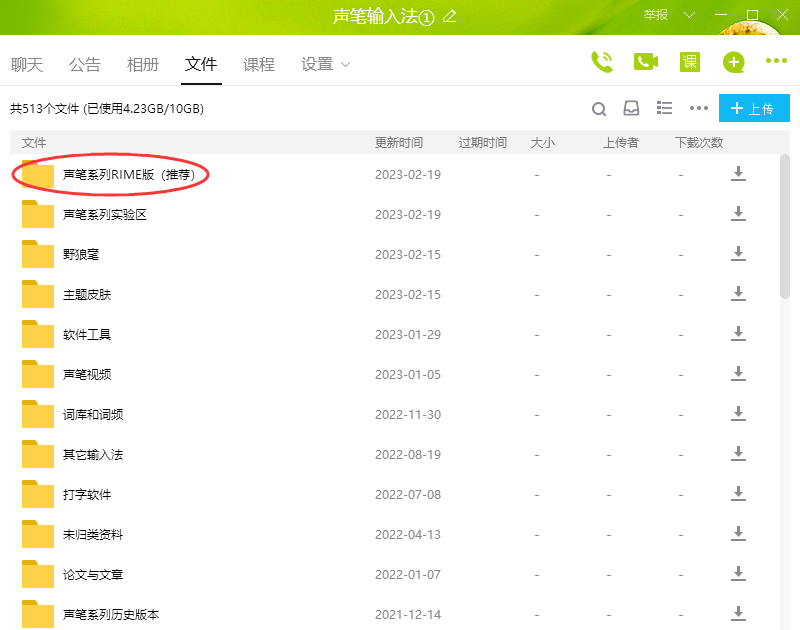 声笔输入法①
举报
聊天 公告 相册 文件 课程 设置
课
共513个文件 (已使用4.23GB/10GB)
上传
文件 更新时间 过期时间 大小 上传者 下载次数
声笔系列RIME版（推荐） 2023-02-19 - - -
声笔系列实验区 2023-02-19 - - -
野狼毫 2023-02-15 - - -
主题皮肤 2023-02-15 - - -
软件工具 2023-01-29 - - -
声笔视频 2023-01-05 - - -
词库和词频 2022-11-30 - - -
其它输入法 2022-08-19 - - -
打字软件 2022-07-08 - - -
未归类资料 2022-04-13 - - -
论文与文章 2022-01-07 - - -
声笔系列历史版本 2021-12-14 - - -